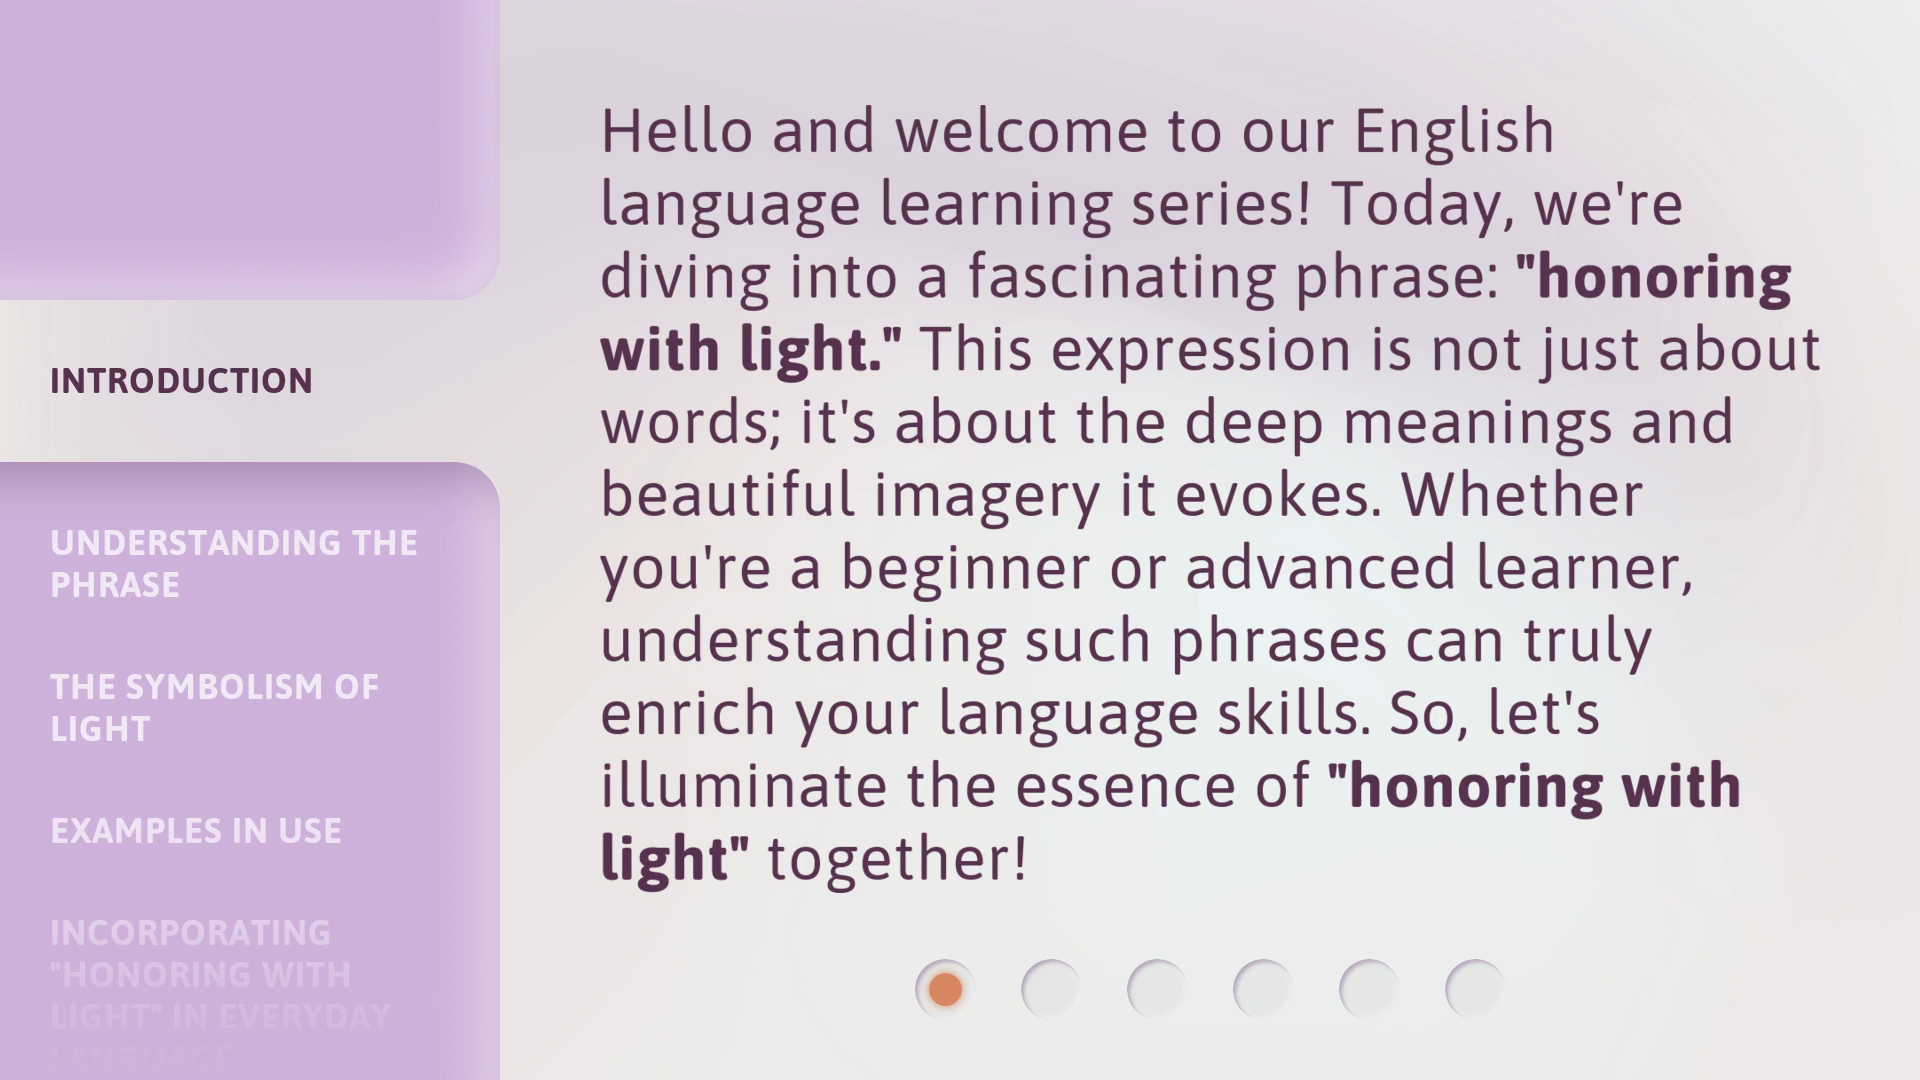 INTRODUCTION
UNDERSTANDING THE
PHRASE
THE SYMBOLISM OF
LIGHT
EXAMPLES IN USE
INCORPORATING
"HONORING WITH
LIGHT" IN EVERYDAY
LANGUAGE
Hello and welcome to our English
language learning series! Today, we're
diving into a fascinating phrase: "honoring
with light." This expression is not just about
words; it's about the deep meanings and
beautiful imagery it evokes. Whether
you're a beginner or advanced learner,
understanding such phrases can truly
enrich your language skills. So, let's
illuminate the essence of "honoring with
light" together!